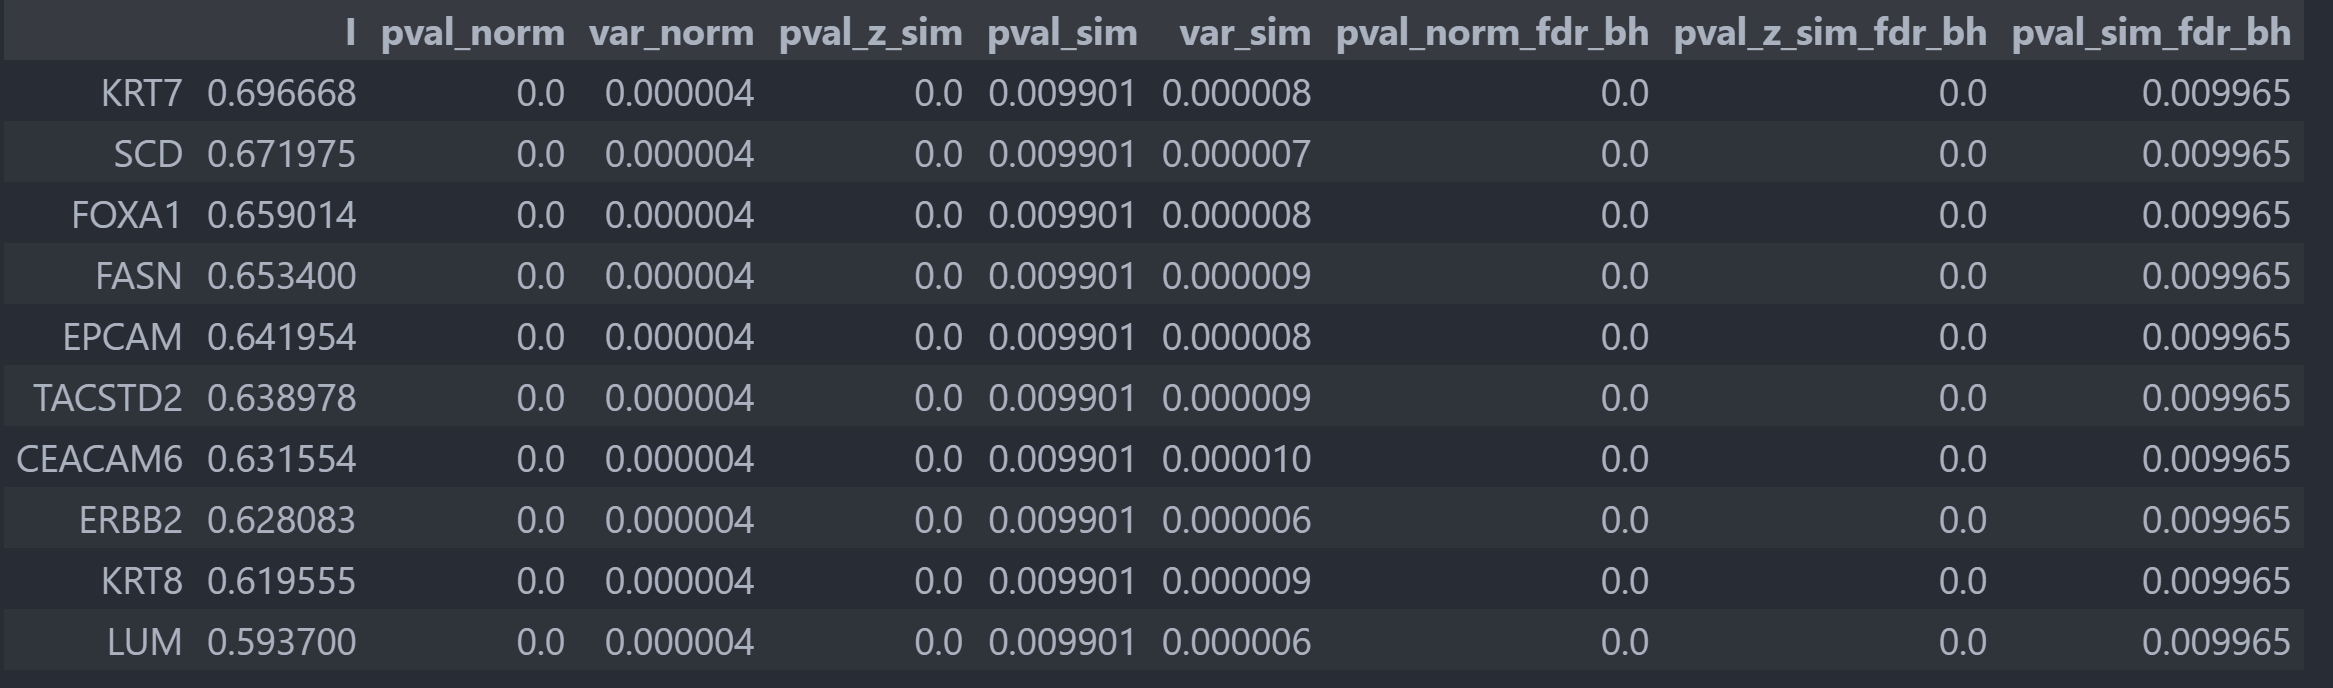 I pval_norm var_norm pval_z_sim pval_sim var_sim pval_norm_fdr_bh pval_z_sim_fdr_bh pval_sim_fdr_bh
KRT7 0.696668 0.0 0.000004 0.0 0.009901 0.000008 0.0 0.0 0.009965
SCD 0.671975 0.0 0.000004 0.0 0.009901 0.000007 0.0 0.0 0.009965
FOXA1 0.659014 0.0 0.000004 0.0 0.009901 0.000008 0.0 0.0 0.009965
FASN 0.653400 0.0 0.000004 0.0 0.009901 0.000009 0.0 0.0 0.009965
EPCAM 0.641954 0.0 0.000004 0.0 0.009901 0.000008 0.0 0.0 0.009965
TACSTD2 0.638978 0.0 0.000004 0.0 0.009901 0.000009 0.0 0.0 0.009965
CEACAM6 0.631554 0.0 0.000004 0.0 0.009901 0.000010 0.0 0.0 0.009965
ERBB2 0.628083 0.0 0.000004 0.0 0.009901 0.000006 0.0 0.0 0.009965
KRT8 0.619555 0.0 0.000004 0.0 0.009901 0.000009 0.0 0.0 0.009965
LUM 0.593700 0.0 0.000004 0.0 0.009901 0.000006 0.0 0.0 0.009965